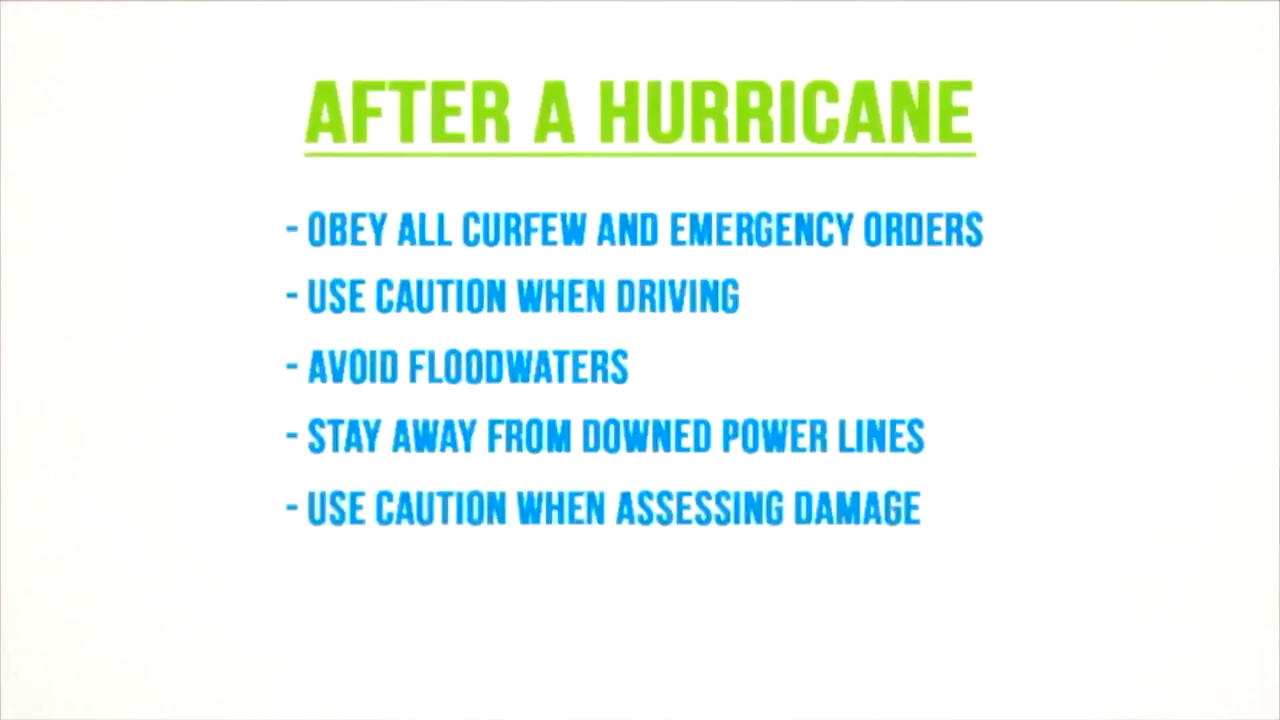 AFTER A HURRICANE
- OBEY ALL CURFEW AND EMERGENCY ORDERS
- USE CAUTION WHEN DRIVING
- AVOID FLOODWATERS
- STAY AWAY FROM DOWNED POWER LINES
- USE CAUTION WHEN ASSESSING DAMAGE